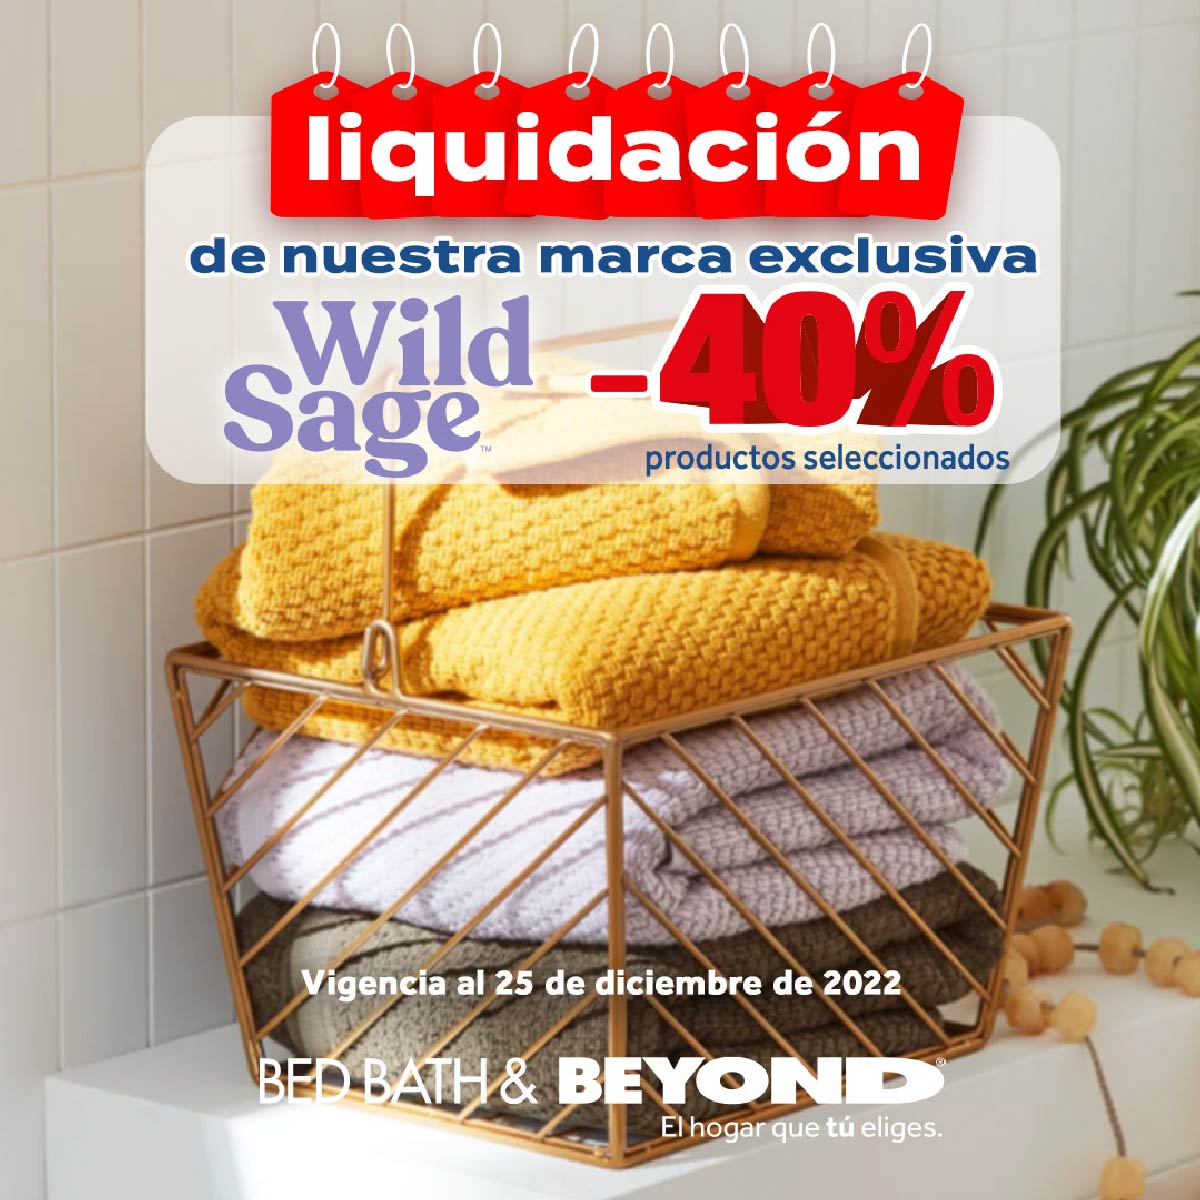 liquidación
de nuestra marca exclusiva
Wild
Sage™
-40%
productos seleccionados
Vigencia al 25 de diciembre de 2022
BED BATH & BEYOND®
El hogar que tú eliges.